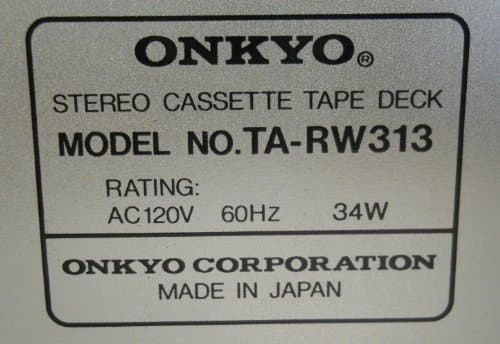 ONKYO®
STEREO CASSETTE TAPE DECK
MODEL NO.TA-RW313
RATING:
AC120V 60Hz 34W
ONKYO CORPORATION
MADE IN JAPAN